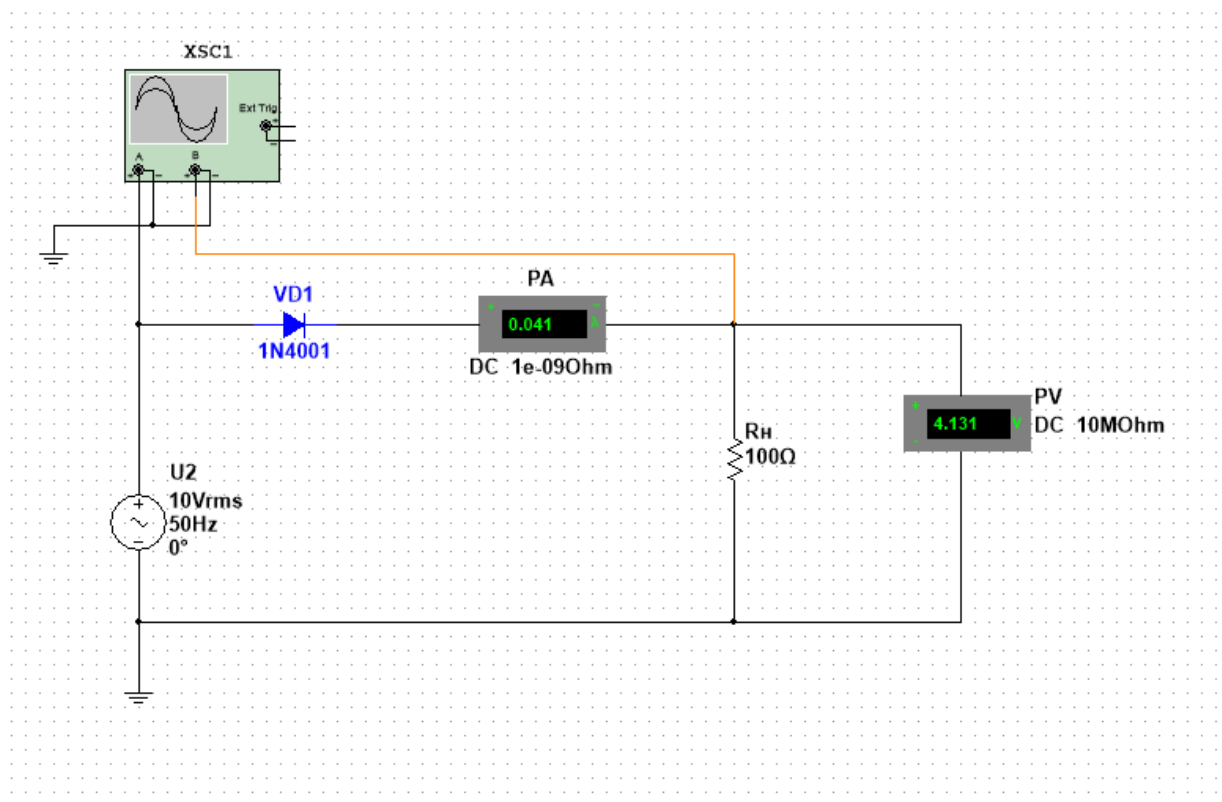 XSC1
Ext Trig
+
-
A
B
+ - + -
PA
+ -
0.041 A
DC 1e-09Ohm
VD1
1N4001
PV
+
4.131 V
-
DC 10MOhm
Rн
100Ω
U2
10Vrms
50Hz
0°
+
-